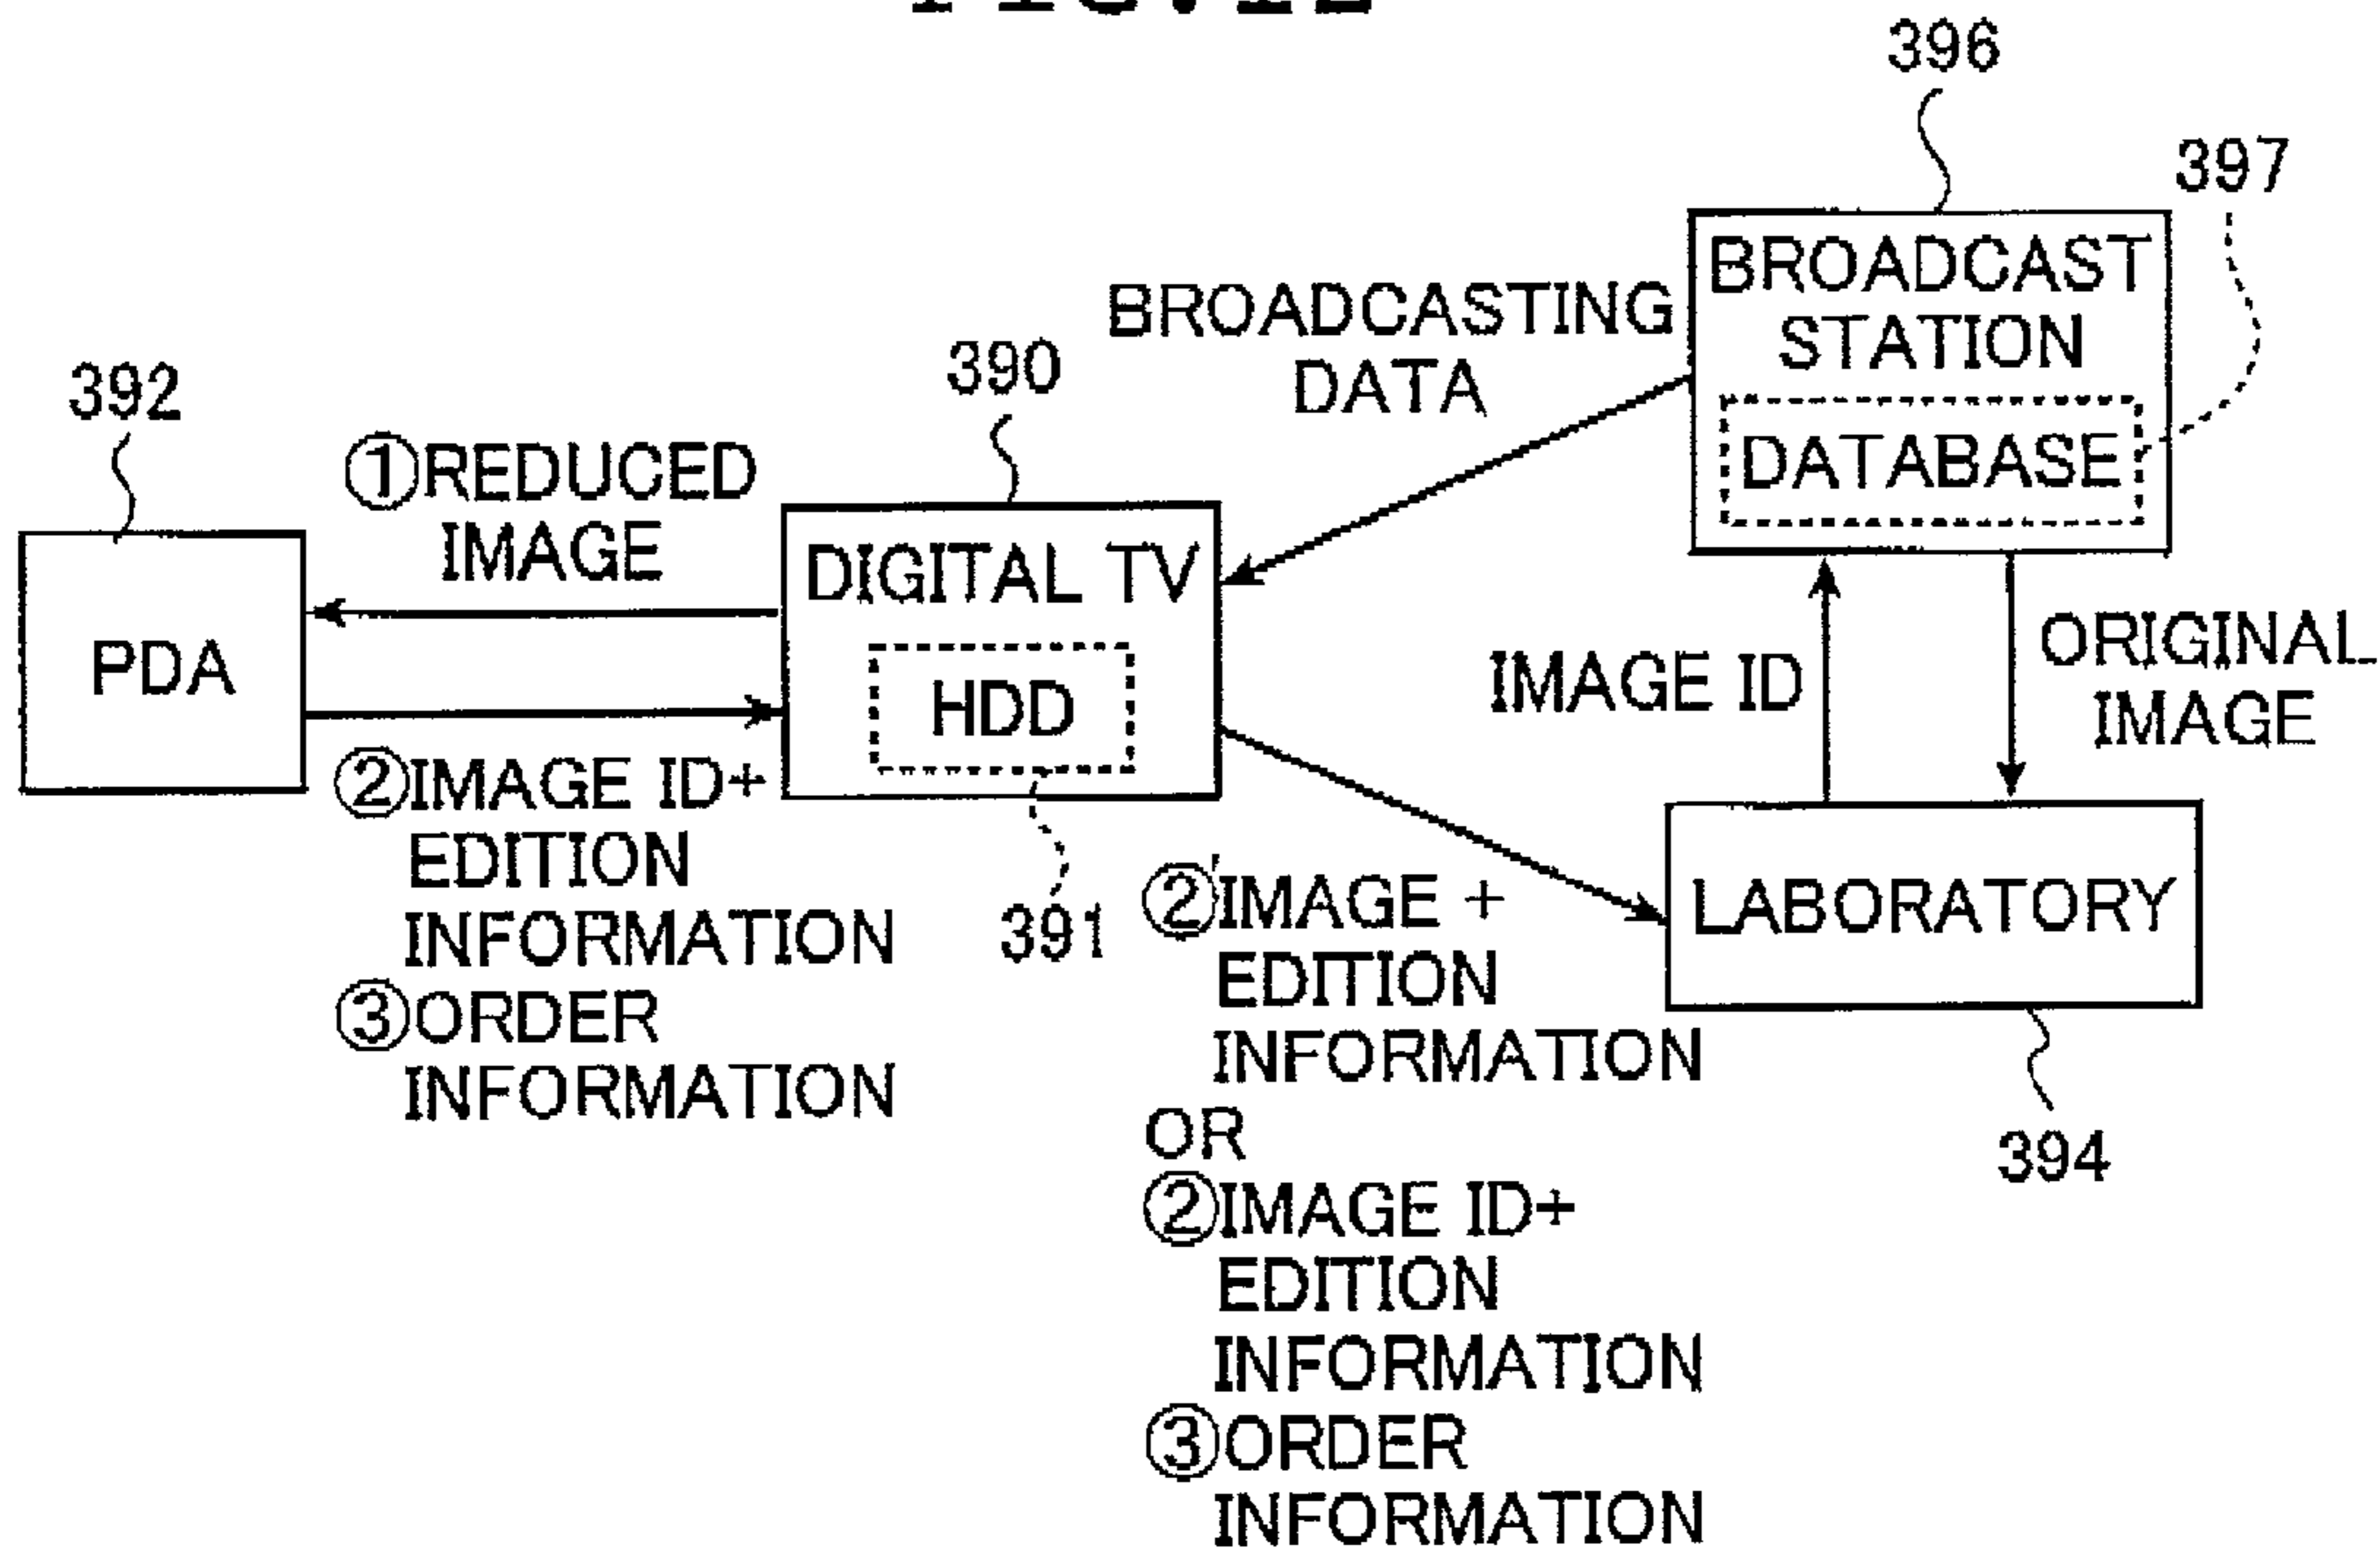 396
397
BROADCAST
STATION
DATABASE
BROADCASTING
DATA
390
392
①REDUCED
IMAGE
DIGITAL TV
HDD
PDA
IMAGE ID
ORIGINAL
IMAGE
②IMAGE ID+
EDITION
INFORMATION
③ORDER
INFORMATION
391
②'IMAGE +
EDITION
INFORMATION
OR
②IMAGE ID+
EDITION
INFORMATION
③ORDER
INFORMATION
LABORATORY
394